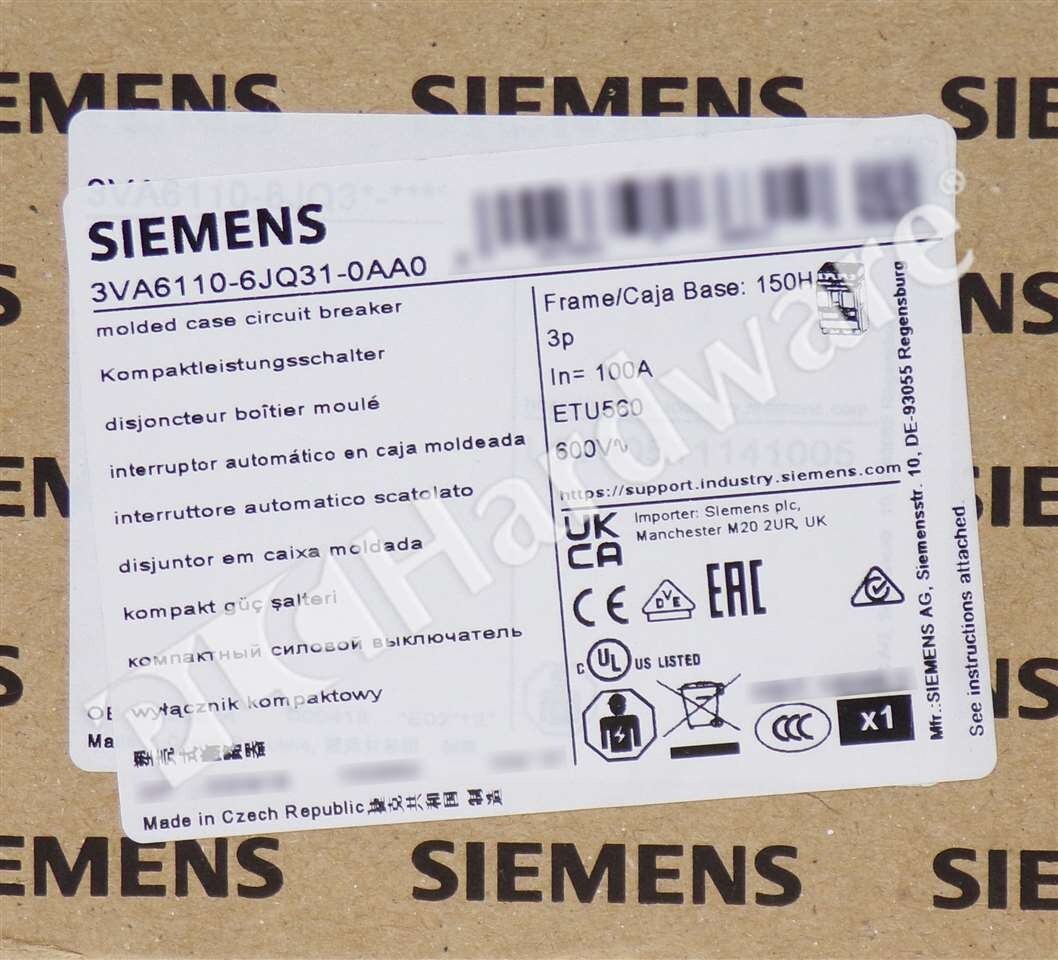 SIEMENS
SIEMENS
3VA6110-6JQ31-0AA0
molded case circuit breaker
Kompaktleistungsschalter
disjoncteur boîtier moulé
interruptor automático en caja moldeada
interruttore automatico scatolato
disjuntor em caixa moldada
kompakt güç şalteri
компактный силовой выключатель
wyłącznik kompaktowy
Made in Czech Republic
Frame/Caja Base: 150H
3p
In= 100A
ETU560
600V~
https://support.industry.siemens.com
UK
CA
Importer: Siemens plc,
Manchester M20 2UR, UK
CE
DVE
EAC
C UL US LISTED
CCC
x1
Mfr.:SIEMENS AG, Siemensstr. 10, DE-93055 Regensburg
See instructions attached.
PLCHardware®
SIEMENS